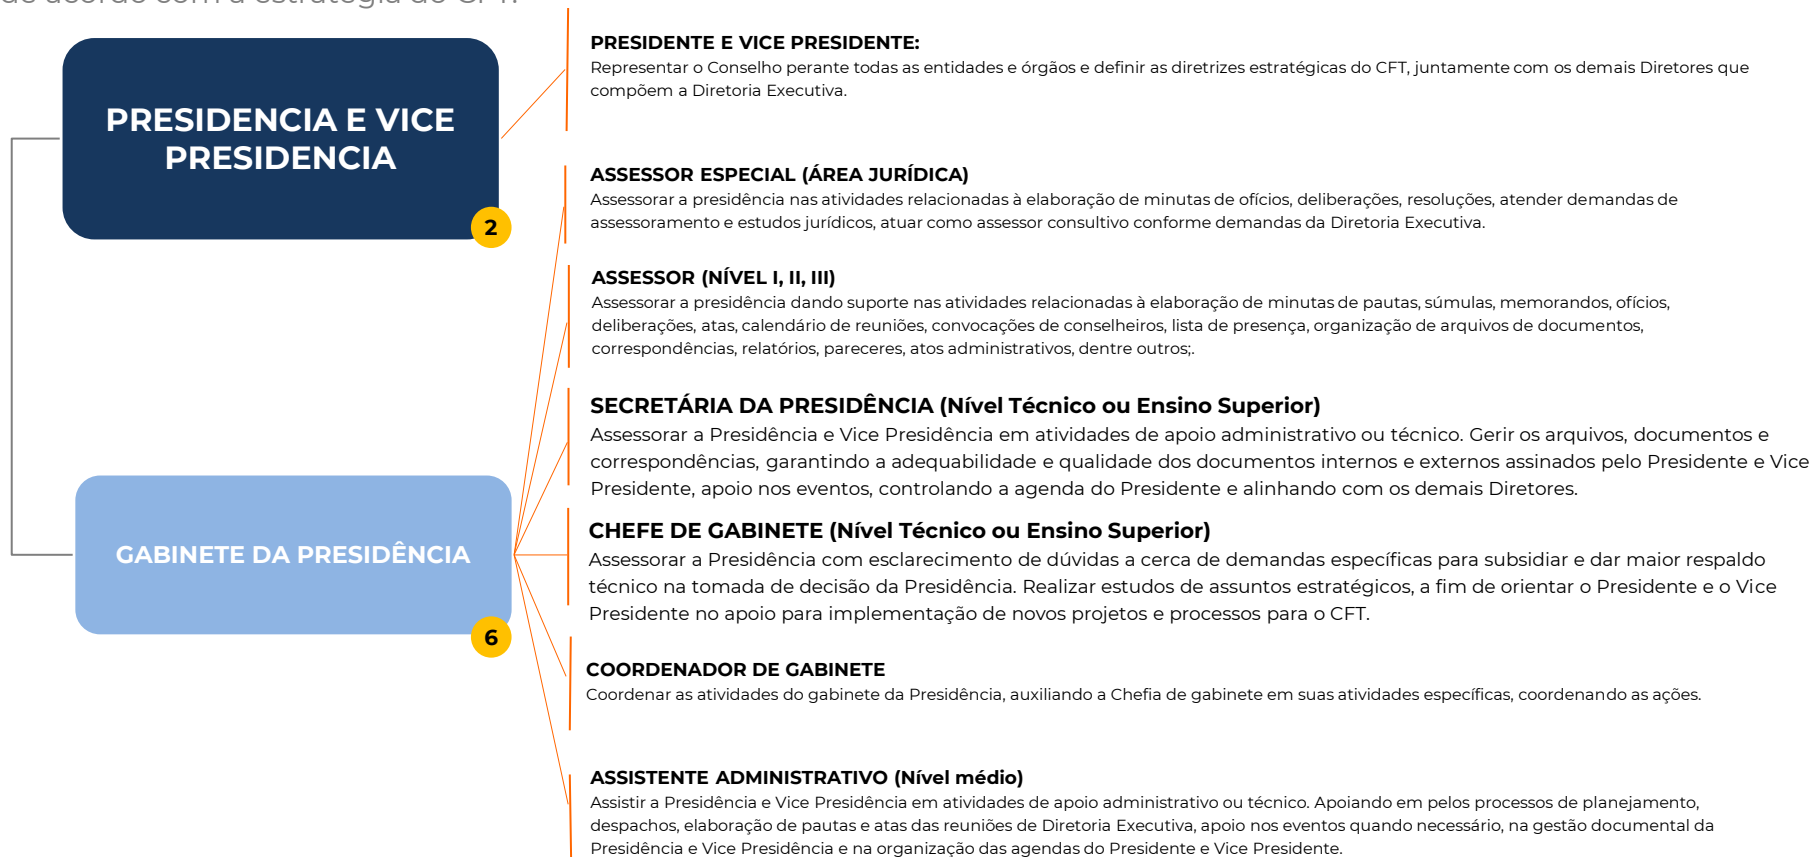 de acordo com a estratégia do CFT.
PRESIDENCIA E VICE
PRESIDENCIA
2
PRESIDENTE E VICE PRESIDENTE:
Representar o Conselho perante todas as entidades e órgãos e definir as diretrizes estratégicas do CFT, juntamente com os demais Diretores que
compõem a Diretoria Executiva.
ASSESSOR ESPECIAL (ÁREA JURÍDICA)
Assessorar a presidência nas atividades relacionadas à elaboração de minutas de ofícios, deliberações, resoluções, atender demandas de
assessoramento e estudos jurídicos, atuar como assessor consultivo conforme demandas da Diretoria Executiva.
ASSESSOR (NÍVEL I, II, III)
Assessorar a presidência dando suporte nas atividades relacionadas à elaboração de minutas de pautas, súmulas, memorandos, ofícios,
deliberações, atas, calendário de reuniões, convocações de conselheiros, lista de presença, organização de arquivos de documentos,
correspondências, relatórios, pareceres, atos administrativos, dentre outros;.
SECRETÁRIA DA PRESIDÊNCIA (Nível Técnico ou Ensino Superior)
Assessorar a Presidência e Vice Presidência em atividades de apoio administrativo ou técnico. Gerir os arquivos, documentos e
correspondências, garantindo a adequabilidade e qualidade dos documentos internos e externos assinados pelo Presidente e Vice
Presidente, apoio nos eventos, controlando a agenda do Presidente e alinhando com os demais Diretores.
GABINETE DA PRESIDÊNCIA
6
CHEFE DE GABINETE (Nível Técnico ou Ensino Superior)
Assessorar a Presidência com esclarecimento de dúvidas a cerca de demandas específicas para subsidiar e dar maior respaldo
técnico na tomada de decisão da Presidência. Realizar estudos de assuntos estratégicos, a fim de orientar o Presidente e o Vice
Presidente no apoio para implementação de novos projetos e processos para o CFT.
COORDENADOR DE GABINETE
Coordenar as atividades do gabinete da Presidência, auxiliando a Chefia de gabinete em suas atividades específicas, coordenando as ações.
ASSISTENTE ADMINISTRATIVO (Nível médio)
Assistir a Presidência e Vice Presidência em atividades de apoio administrativo ou técnico. Apoiando em pelos processos de planejamento,
despachos, elaboração de pautas e atas das reuniões de Diretoria Executiva, apoio nos eventos quando necessário, na gestão documental da
Presidência e Vice Presidência e na organização das agendas do Presidente e Vice Presidente.